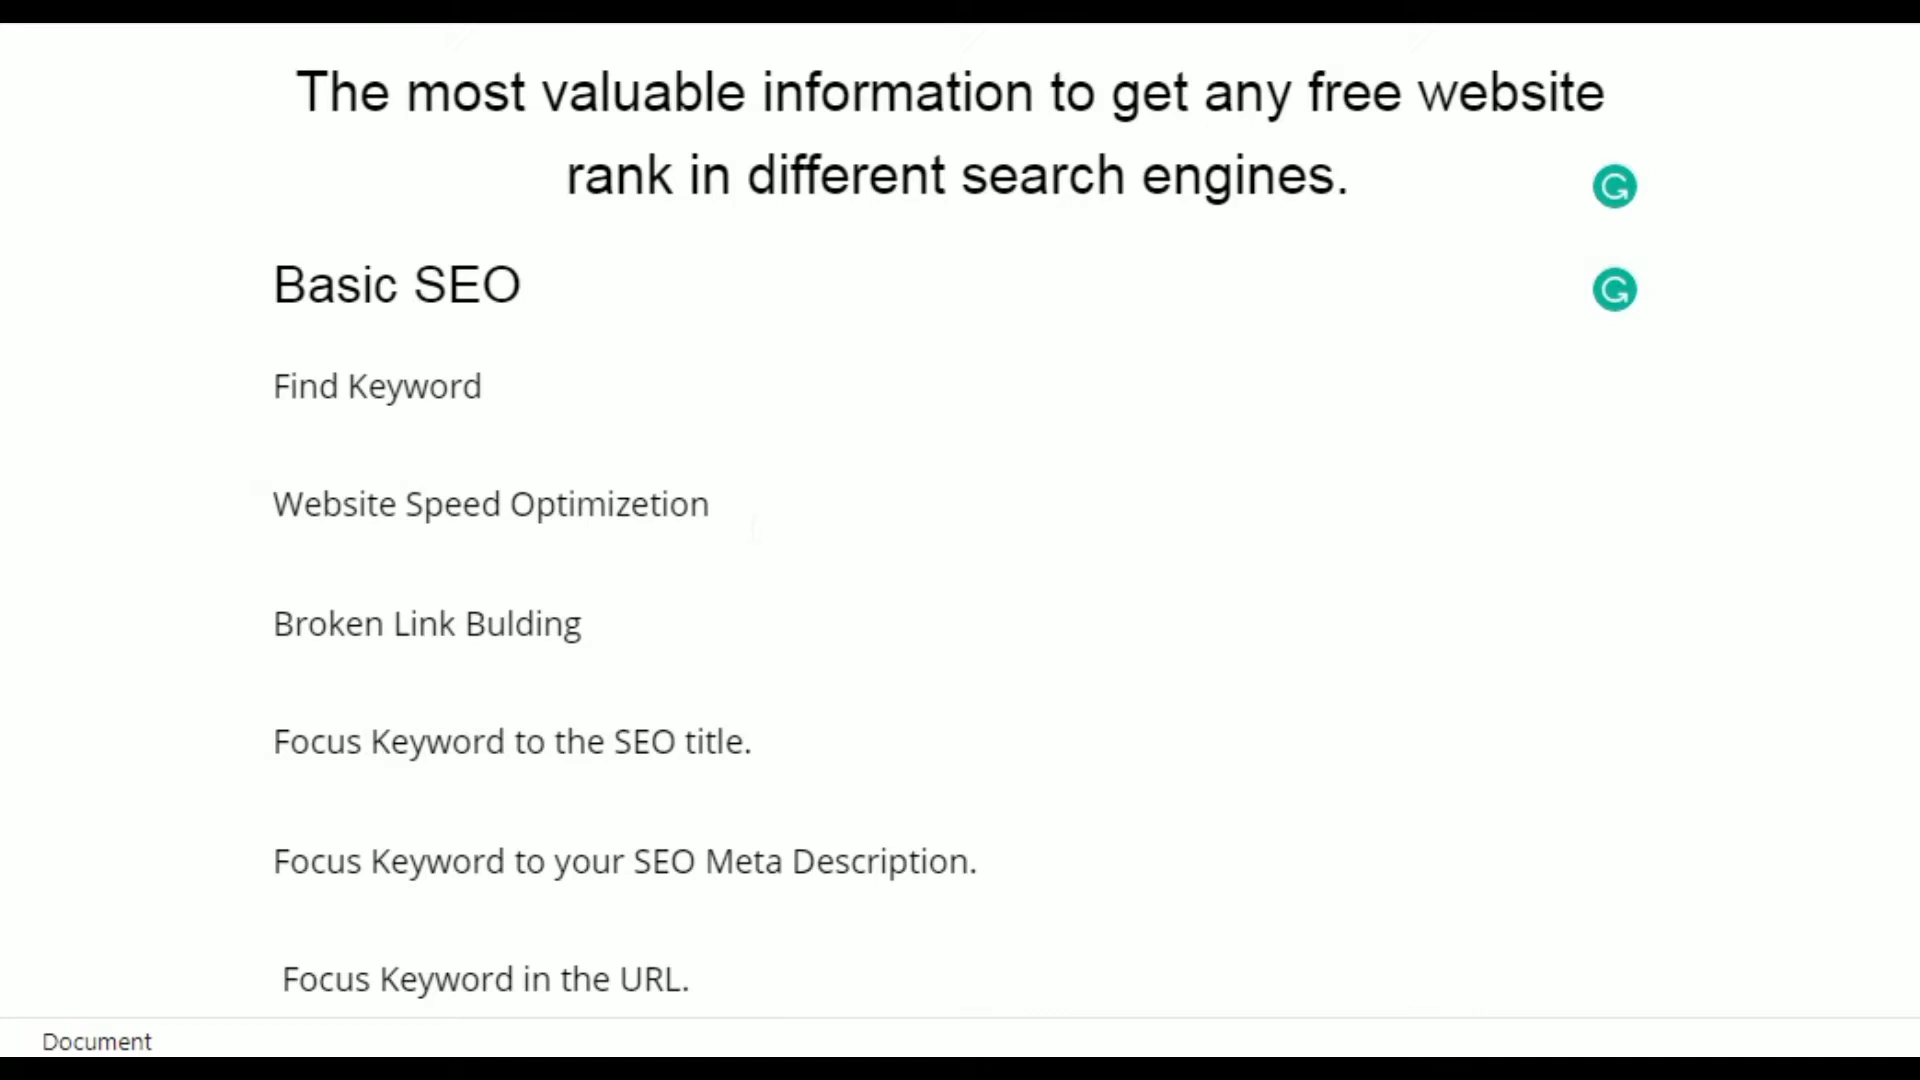 The most valuable information to get any free website
rank in different search engines.
Basic SEO
Find Keyword
Website Speed Optimizetion
Broken Link Bulding
Focus Keyword to the SEO title.
Focus Keyword to your SEO Meta Description.
Focus Keyword in the URL.
Document